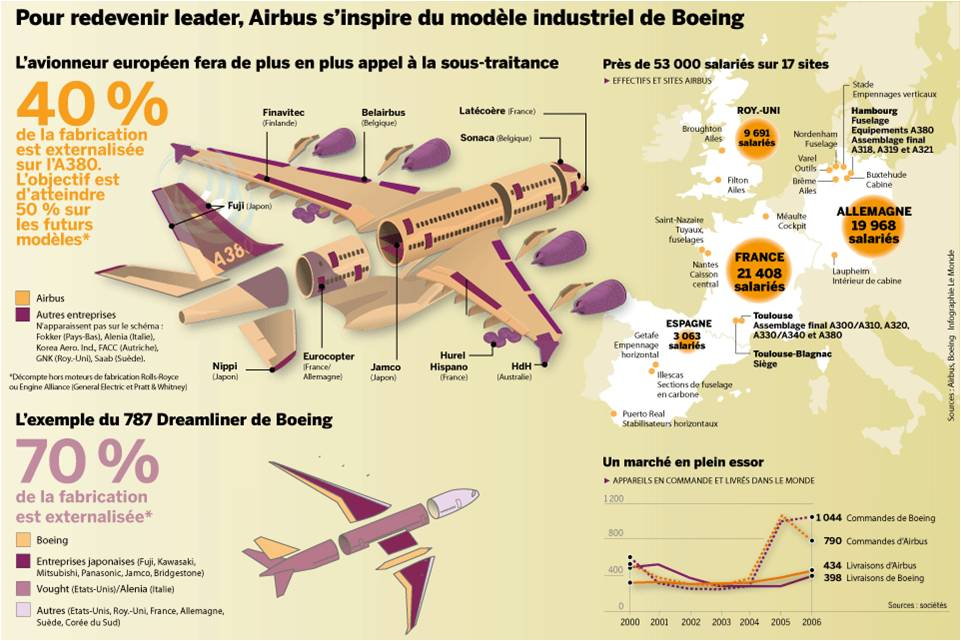 Pour redevenir leader, Airbus s'inspire du modèle industriel de Boeing
L'avionneur européen fera de plus en plus appel à la sous-traitance
40 %
de la fabrication
est externalisée
sur l'A380.
L'objectif est
d'atteindre
50 % sur
les futurs
modèles*
Finavitec
(Finlande)
Belairbus
(Belgique)
Latécoère (France)
Sonaca (Belgique)
Fuji (Japon)
A380
Airbus
Autres entreprises
N'apparaissent pas sur le schéma :
Fokker (Pays-Bas), Alenia (Italie),
Korea Aero. Ind., FACC (Autriche),
GNK (Roy.-Uni), Saab (Suède).
*Décompte hors moteurs de fabrication Rolls-Royce
ou Engine Alliance (General Electric et Pratt & Whitney)
Nippi
(Japon)
Eurocopter
(France/
Allemagne)
Jamco
(Japon)
Hurel
Hispano
(France)
HdH
(Australie)
L'exemple du 787 Dreamliner de Boeing
70 %
de la fabrication
est externalisée*
Boeing
Entreprises japonaises (Fuji, Kawasaki,
Mitsubishi, Panasonic, Jamco, Bridgestone)
Vought (Etats-Unis)/Alenia (Italie)
Autres (Etats-Unis, Roy.-Uni, France, Allemagne,
Suède, Corée du Sud)
Près de 53 000 salariés sur 17 sites
► EFFECTIFS ET SITES AIRBUS
ROY.-UNI
9 691
salariés
Broughton
Ailes
Filton
Ailes
Stade
Empennages verticaux
Hambourg
Fuselage
Equipements A380
Assemblage final
A318, A319 et A321
Nordenham
Fuselage
Varel
Outils
Brême
Ailes
Buxtehude
Cabine
ALLEMAGNE
19 968
salariés
Saint-Nazaire
Tuyaux,
fuselages
Méaulte
Cockpit
Nantes
Caisson
central
FRANCE
21 408
salariés
Laupheim
Intérieur de cabine
ESPAGNE
3 063
salariés
Toulouse
Assemblage final A300/A310, A320,
A330/A340 et A380
Toulouse-Blagnac
Siège
Getafe
Empennage
horizontal
Illescas
Sections de fuselage
en carbone
Puerto Real
Stabilisateurs horizontaux
Sources : Airbus, Boeing Infographie Le Monde
Un marché en plein essor
► APPAREILS EN COMMANDE ET LIVRÉS DANS LE MONDE
1 200
800
400
0
1 044 Commandes de Boeing
790 Commandes d'Airbus
434 Livraisons d'Airbus
398 Livraisons de Boeing
Sources : sociétés
2000 2001 2002 2003 2004 2005 2006